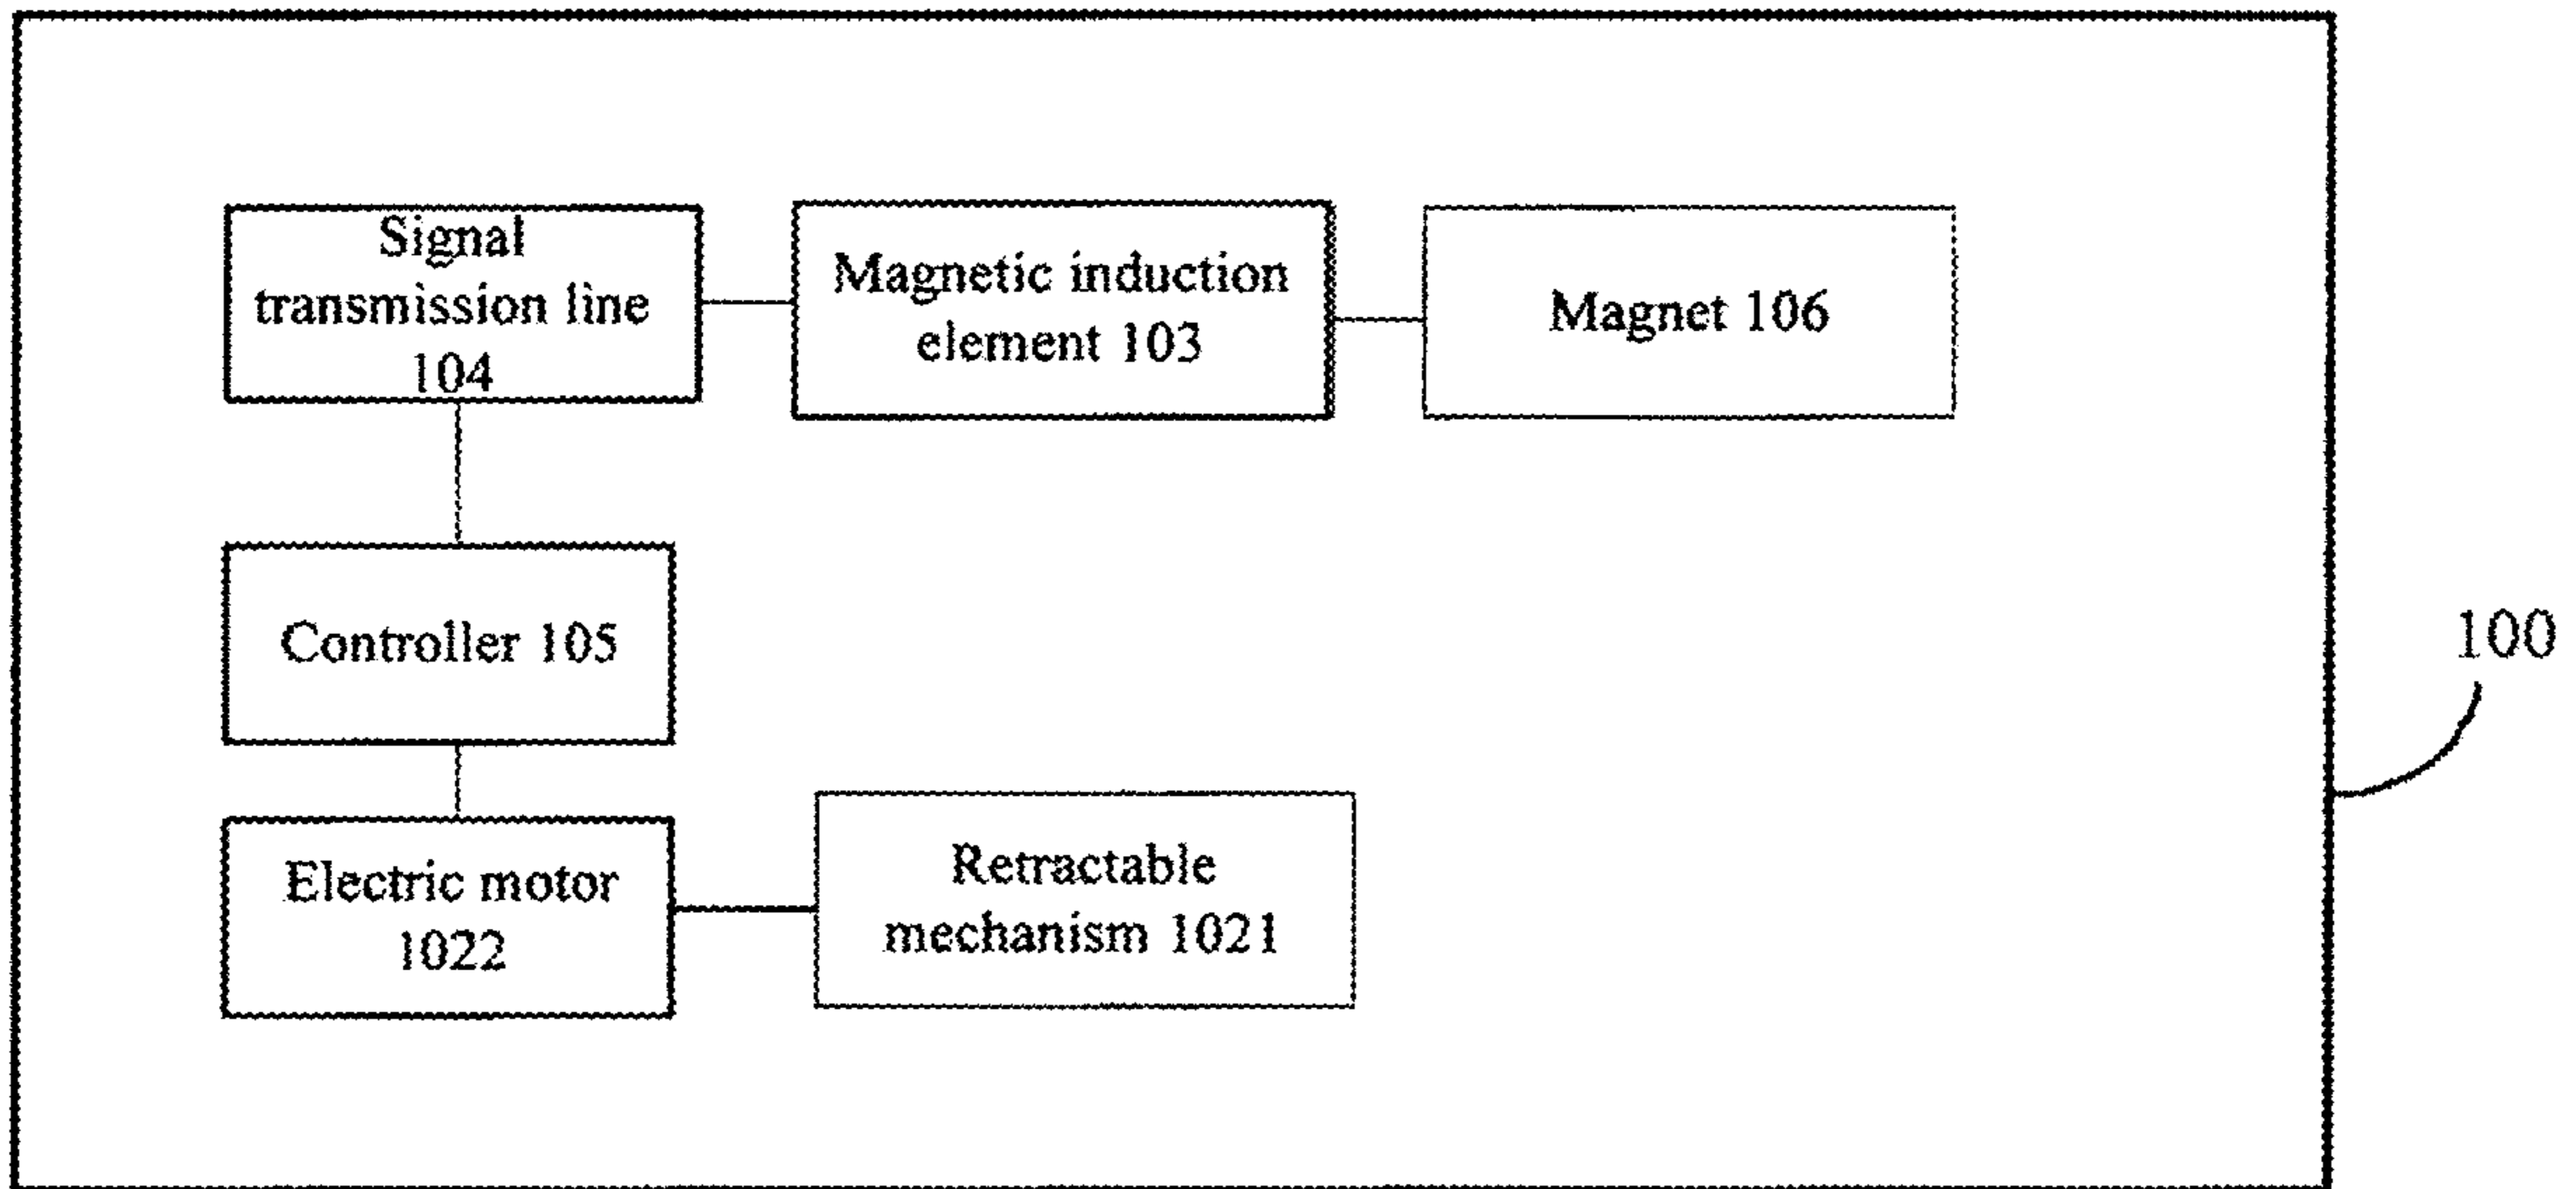 Signal
transmission line
104
Magnetic induction
element 103
Magnet 106
Controller 105
100
Electric motor
1022
Retractable
mechanism 1021